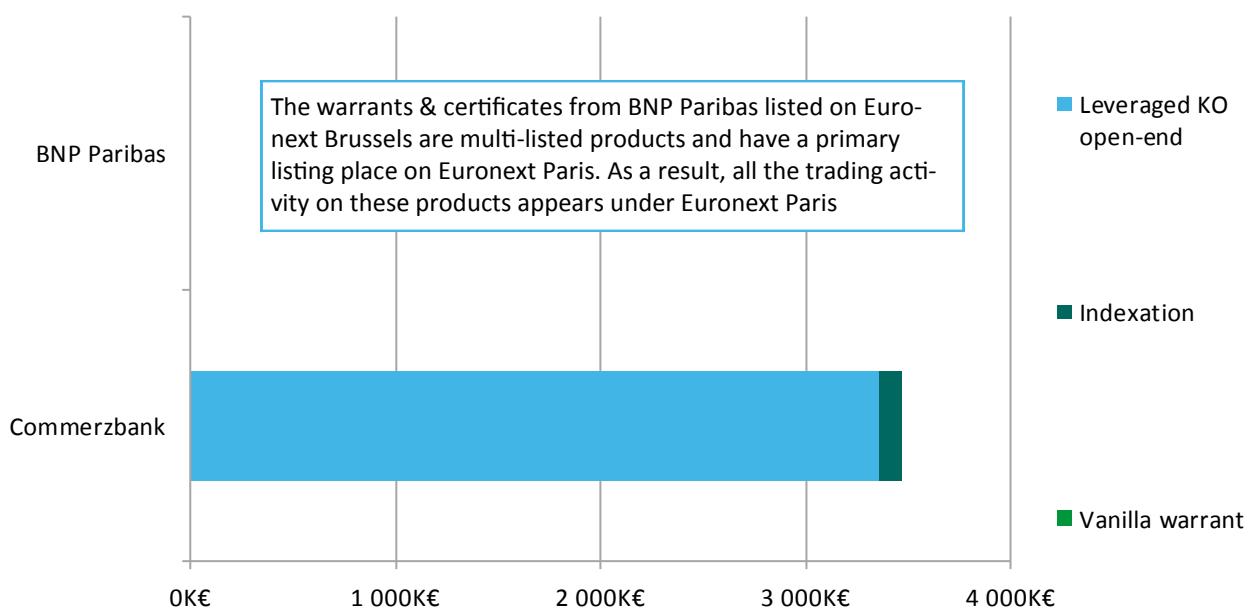 The warrants & certificates from BNP Paribas listed on Euro-
next Brussels are multi-listed products and have a primary
listing place on Euronext Paris. As a result, all the trading acti-
vity on these products appears under Euronext Paris
BNP Paribas
Commerzbank
0K€ 1 000K€ 2 000K€ 3 000K€ 4 000K€
Leveraged KO
open-end
Indexation
Vanilla warrant